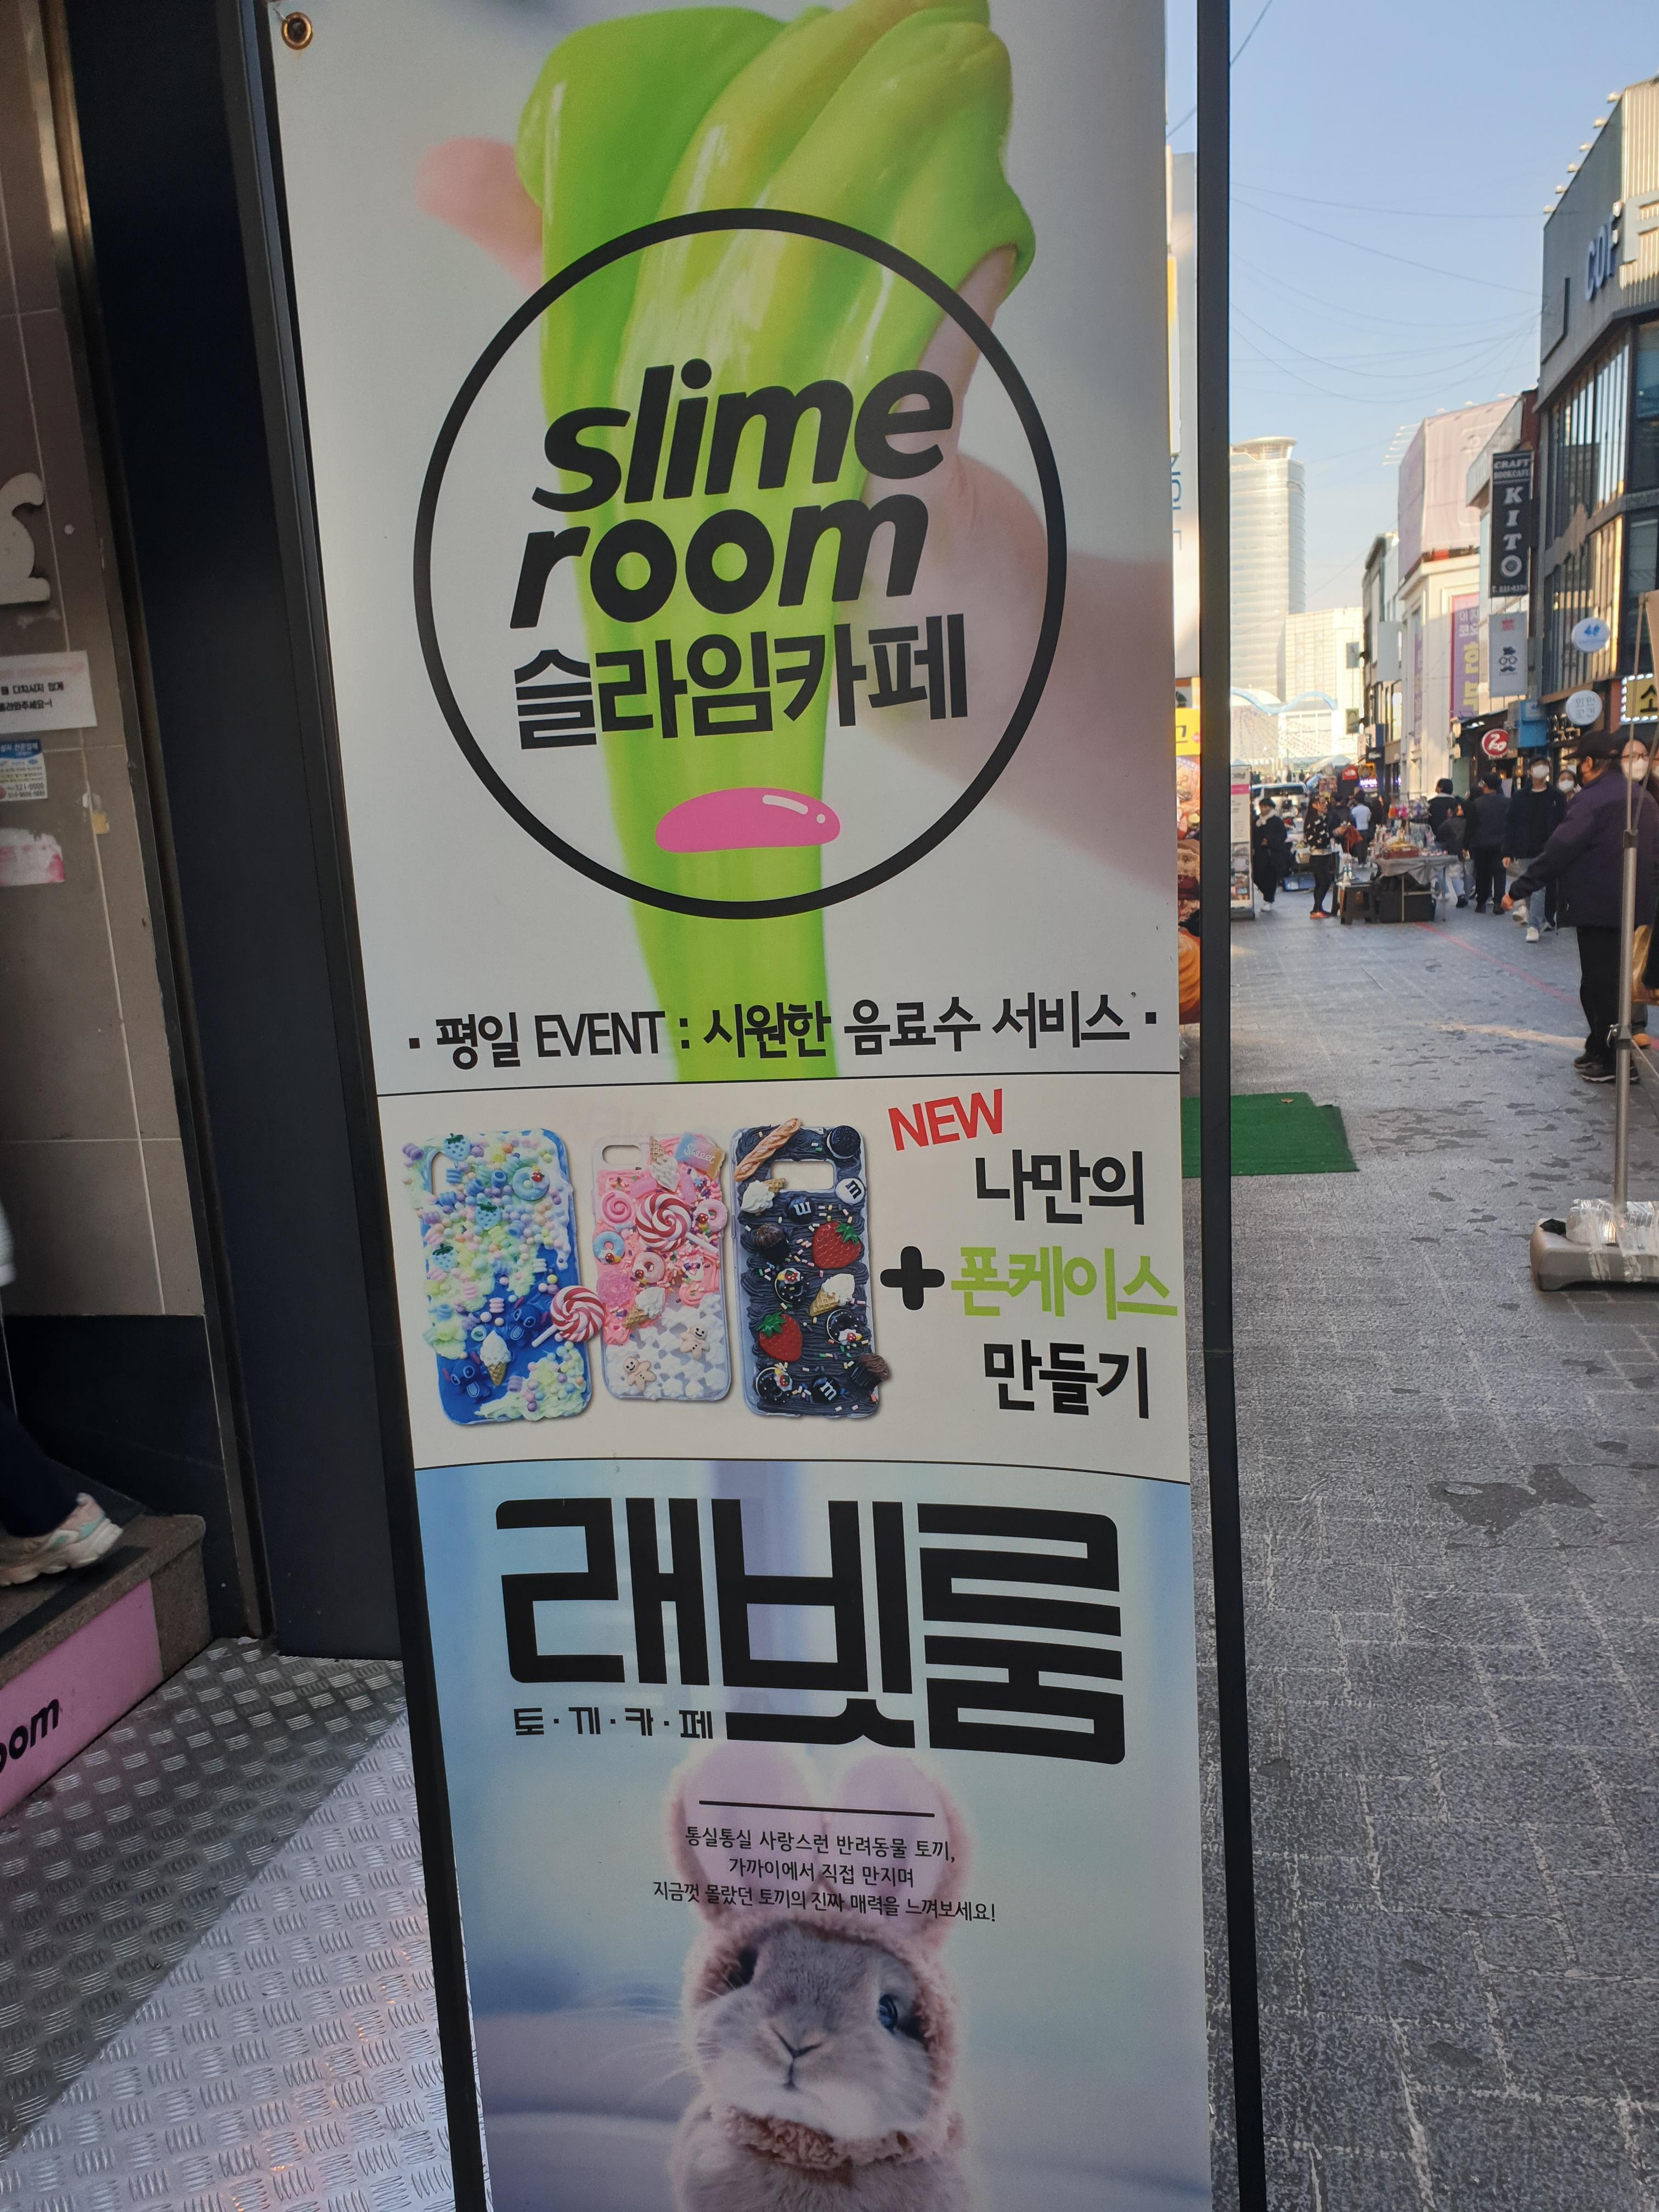 slime
room
슬라임카페
· 평일 EVENT : 시원한 음료수 서비스 ·
NEW
나만의
+ 폰케이스
만들기
래빗룸
토·끼·카·페
통실통실 사랑스런 반려동물 토끼,
가까이에서 직접 만지며
지금껏 몰랐던 토끼의 진짜 매력을 느껴보세요!
oom
CRAFT
BOOKCAFE
KITO